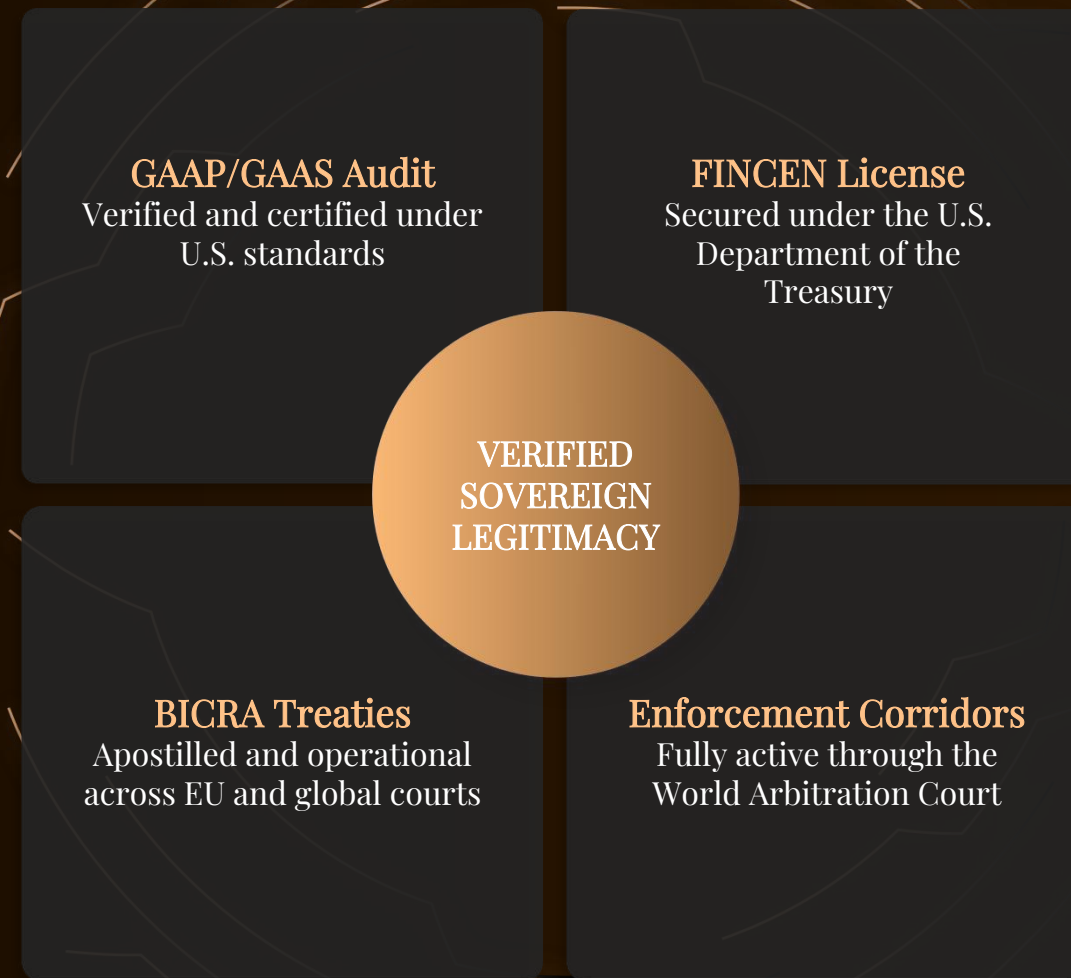 GAAP/GAAS Audit
Verified and certified under
U.S. standards
FINCEN License
Secured under the U.S.
Department of the
Treasury
VERIFIED
SOVEREIGN
LEGITIMACY
BICRA Treaties
Apostilled and operational
across EU and global courts
Enforcement Corridors
Fully active through the
World Arbitration Court